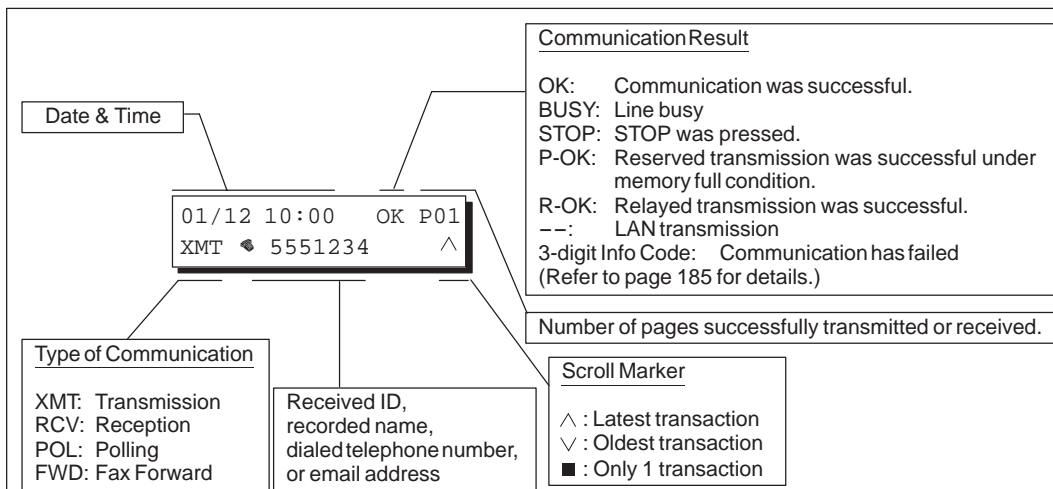 Communication Result
OK: Communication was successful.
BUSY: Line busy
STOP: STOP was pressed.
P-OK: Reserved transmission was successful under
memory full condition.
R-OK: Relayed transmission was successful.
--: LAN transmission
3-digit Info Code: Communication has failed
(Refer to page 185 for details.)
Date & Time
01/12 10:00 OK P01
XMT 5551234 ∧
Number of pages successfully transmitted or received.
Type of Communication
XMT: Transmission
RCV: Reception
POL: Polling
FWD: Fax Forward
Received ID,
recorded name,
dialed telephone number,
or email address
Scroll Marker
∧ : Latest transaction
∨ : Oldest transaction
■ : Only 1 transaction